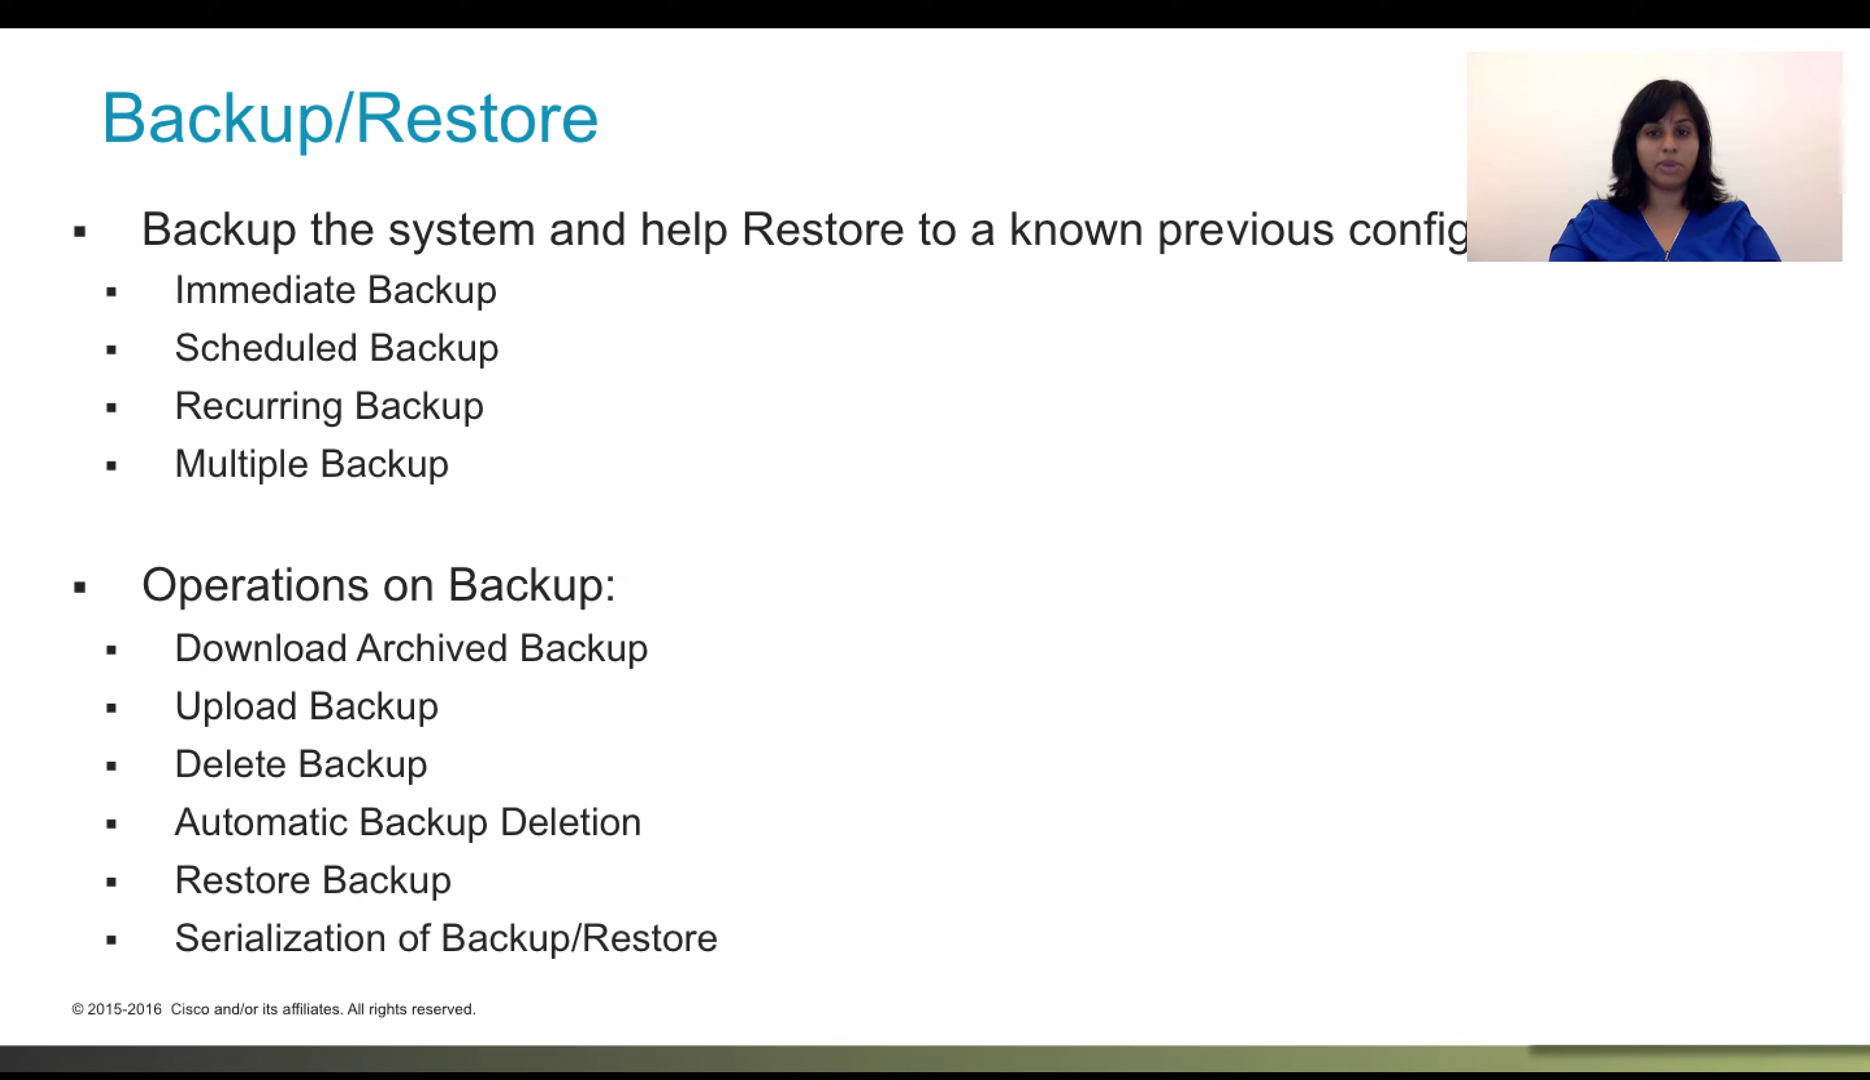 Backup/Restore
▪ Backup the system and help Restore to a known previous config
▪ Immediate Backup
▪ Scheduled Backup
▪ Recurring Backup
▪ Multiple Backup
▪ Operations on Backup:
▪ Download Archived Backup
▪ Upload Backup
▪ Delete Backup
▪ Automatic Backup Deletion
▪ Restore Backup
▪ Serialization of Backup/Restore
© 2015-2016 Cisco and/or its affiliates. All rights reserved.